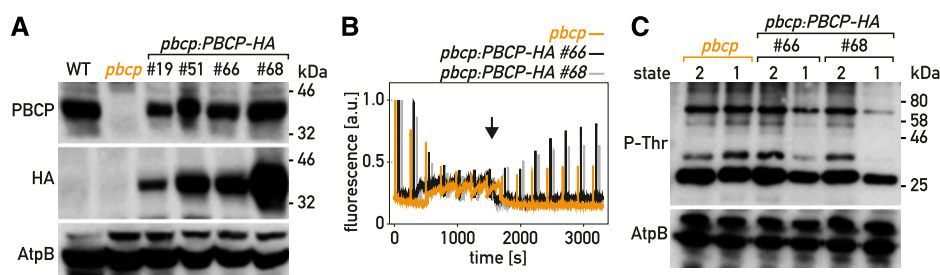 A
pbcp:PBCP-HA
WT pbcp #19 #51 #66 #68 kDa
PBCP
46
32
HA
46
32
AtpB
B
pbcp
pbcp:PBCP-HA #66
pbcp:PBCP-HA #68
fluorescence [a.u.]
1.0
0.5
0
0 1000 2000 3000
time [s]
C
pbcp:PBCP-HA
pbcp #66 #68
state 2 1 2 1 2 1 kDa
P-Thr
80
58
46
25
AtpB